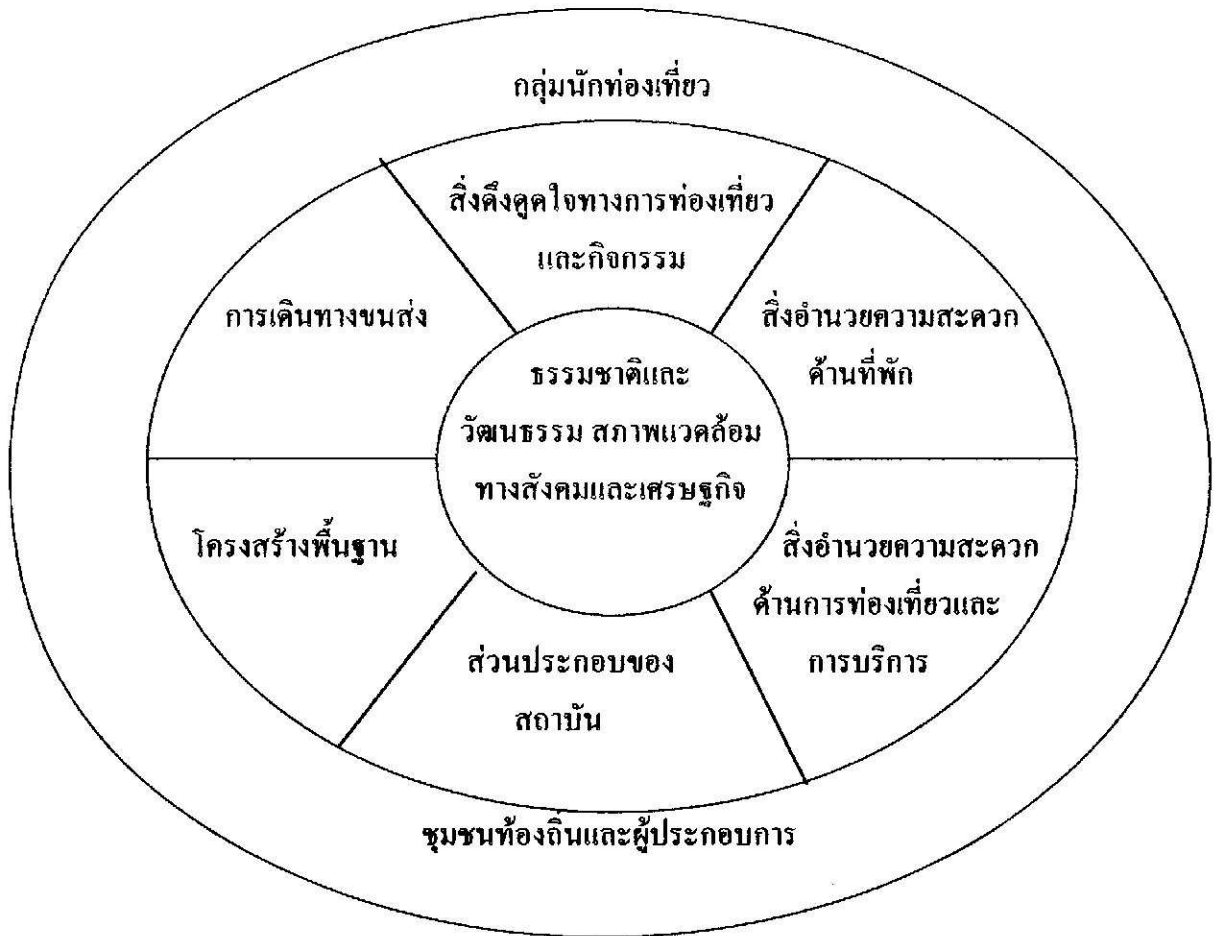 กลุ่มนักท่องเที่ยว
สิ่งดึงดูดใจทางการท่องเที่ยว
และกิจกรรม
การเดินทางขนส่ง
สิ่งอำนวยความสะดวก
ด้านที่พัก
ธรรมชาติและ
วัฒนธรรม สภาพแวดล้อม
ทางสังคมและเศรษฐกิจ
โครงสร้างพื้นฐาน
สิ่งอำนวยความสะดวก
ด้านการท่องเที่ยวและ
การบริการ
ส่วนประกอบของ
สถาบัน
ชุมชนท้องถิ่นและผู้ประกอบการ